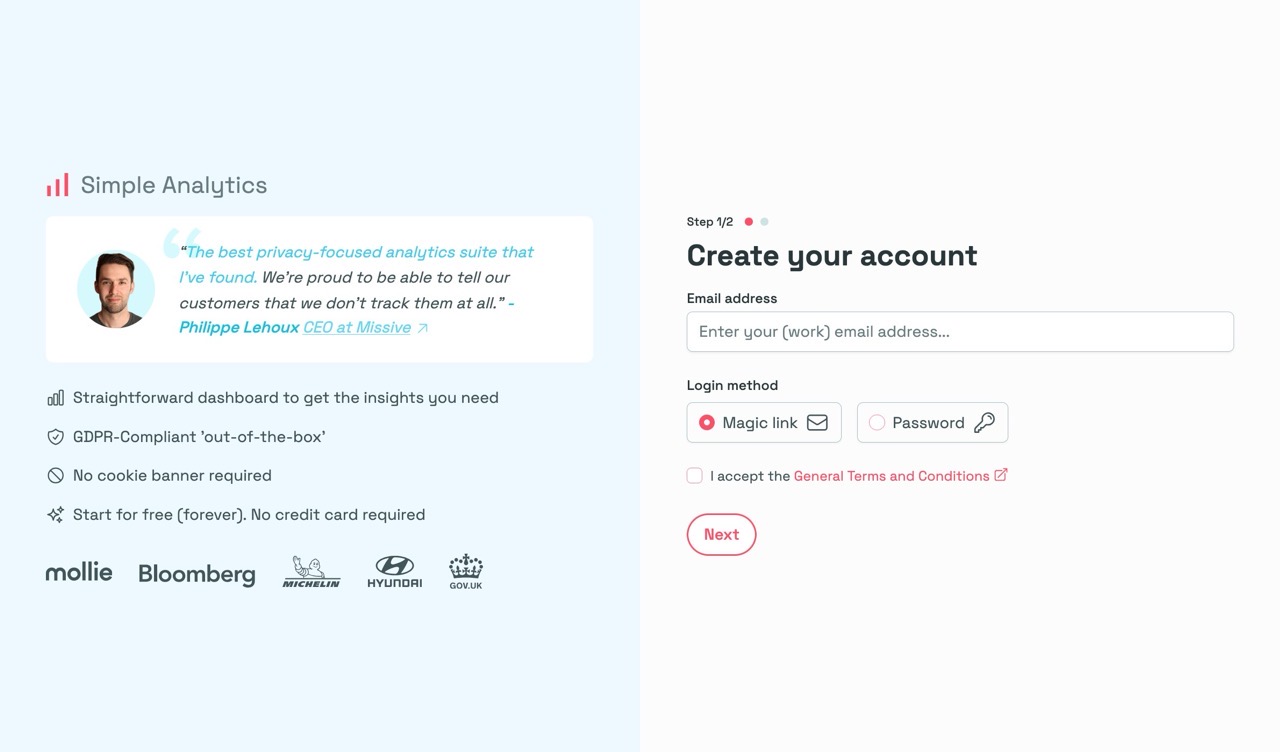 Simple Analytics
“The best privacy-focused analytics suite that
I’ve found. We’re proud to be able to tell our
customers that we don’t track them at all.” -
Philippe Lehoux CEO at Missive
Straightforward dashboard to get the insights you need
GDPR-Compliant ’out-of-the-box’
No cookie banner required
Start for free (forever). No credit card required
mollie Bloomberg MICHELIN HYUNDAI GOV.UK
Step 1/2
Create your account
Email address
Enter your (work) email address...
Login method
Magic link Password
I accept the General Terms and Conditions
Next